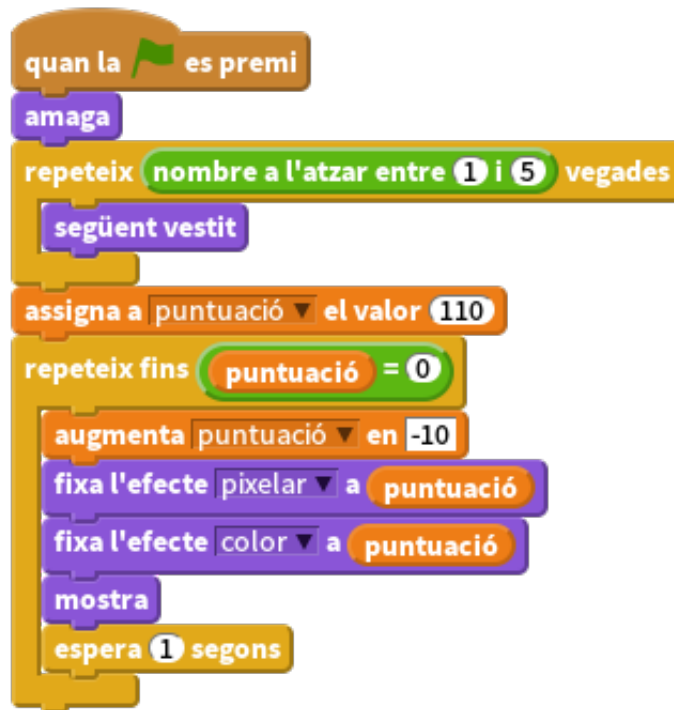 quan la es premi
amaga
repeteix nombre a l'atzar entre 1 i 5 vegades
següent vestit
assigna a puntuació el valor 110
repeteix fins puntuació = 0
augmenta puntuació en -10
fixa l'efecte pixelar a puntuació
fixa l'efecte color a puntuació
mostra
espera 1 segons